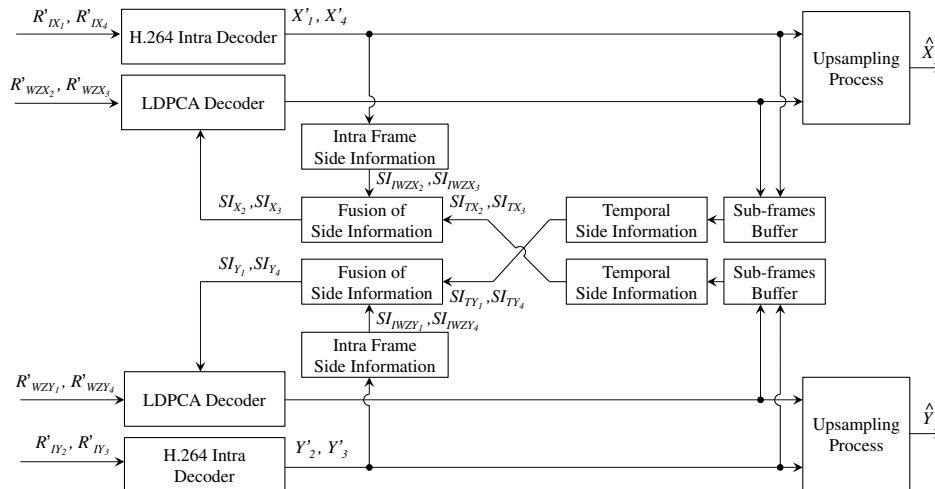 R'IX1, R'IX4
H.264 Intra Decoder
X'1, X'4
Upsampling
Process
X̂
R'WZX2, R'WZX3
LDPCA Decoder
Intra Frame
Side Information
SIIWZX2 ,SIIWZX3
SIX2 ,SIX3
Fusion of
Side Information
SITX2 ,SITX3
Temporal
Side Information
Sub-frames
Buffer
SIY1 ,SIY4
Fusion of
Side Information
SITY1 ,SITY4
Temporal
Side Information
Sub-frames
Buffer
SIIWZY1 ,SIIWZY4
Intra Frame
Side Information
R'WZY1, R'WZY4
LDPCA Decoder
Upsampling
Process
Ŷ
R'IY2, R'IY3
H.264 Intra
Decoder
Y'2, Y'3